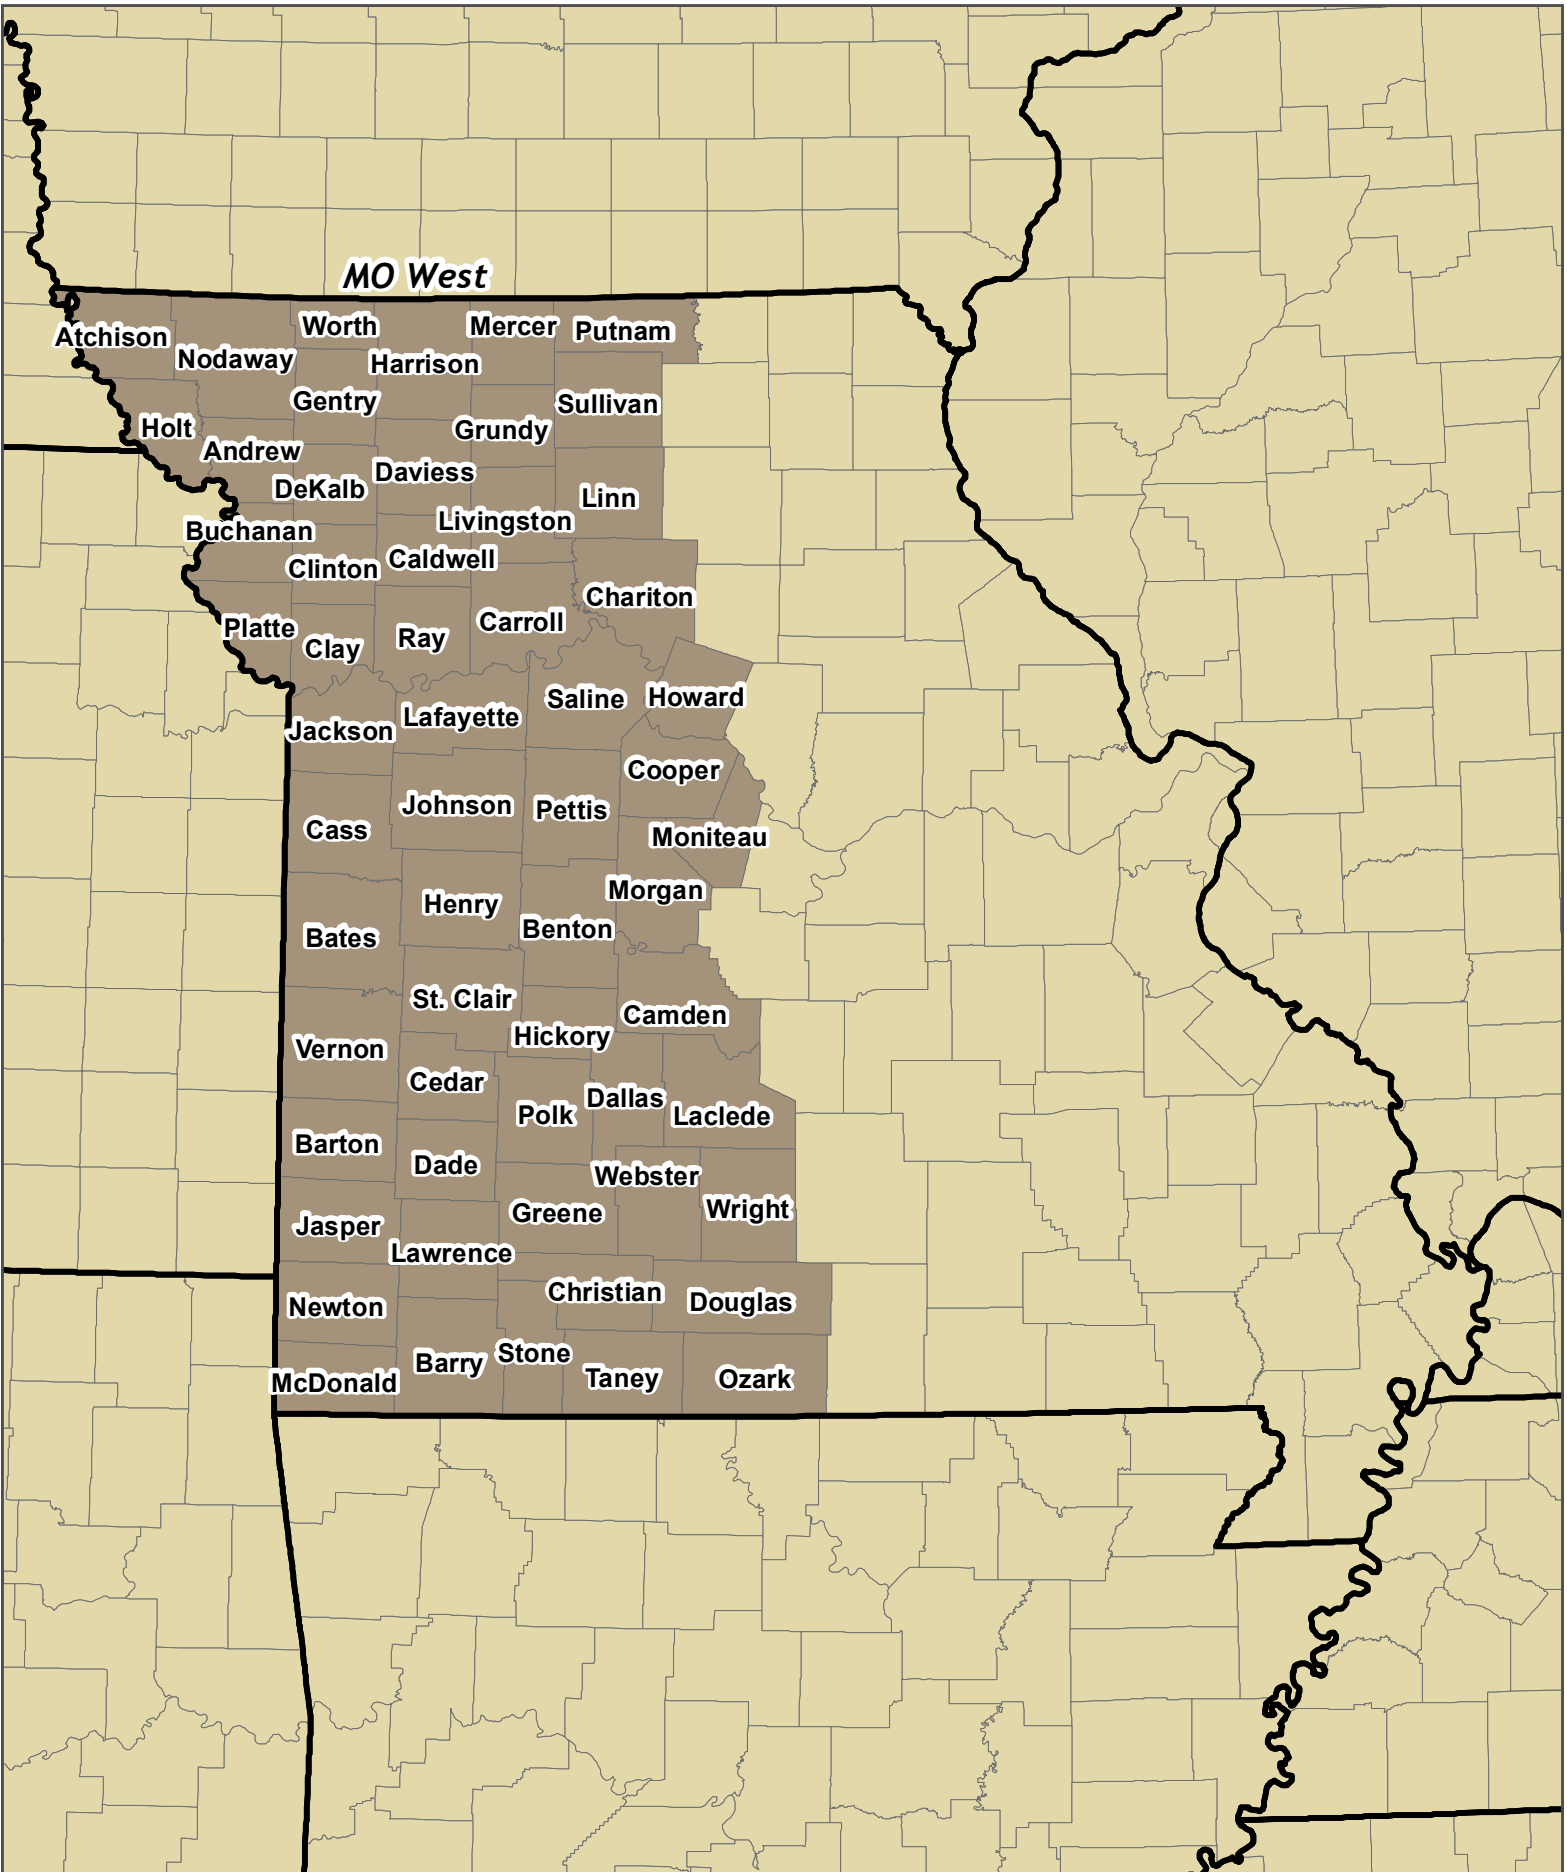 MO West
Atchison
Nodaway
Worth
Harrison
Mercer
Putnam
Gentry
Sullivan
Holt
Andrew
Grundy
DeKalb
Daviess
Linn
Buchanan
Livingston
Clinton
Caldwell
Chariton
Platte
Clay
Ray
Carroll
Saline
Howard
Jackson
Lafayette
Cooper
Johnson
Pettis
Cass
Moniteau
Henry
Morgan
Bates
Benton
St. Clair
Camden
Vernon
Hickory
Cedar
Dallas
Polk
Laclede
Barton
Dade
Webster
Jasper
Greene
Wright
Lawrence
Newton
Christian
Douglas
McDonald
Barry
Stone
Taney
Ozark